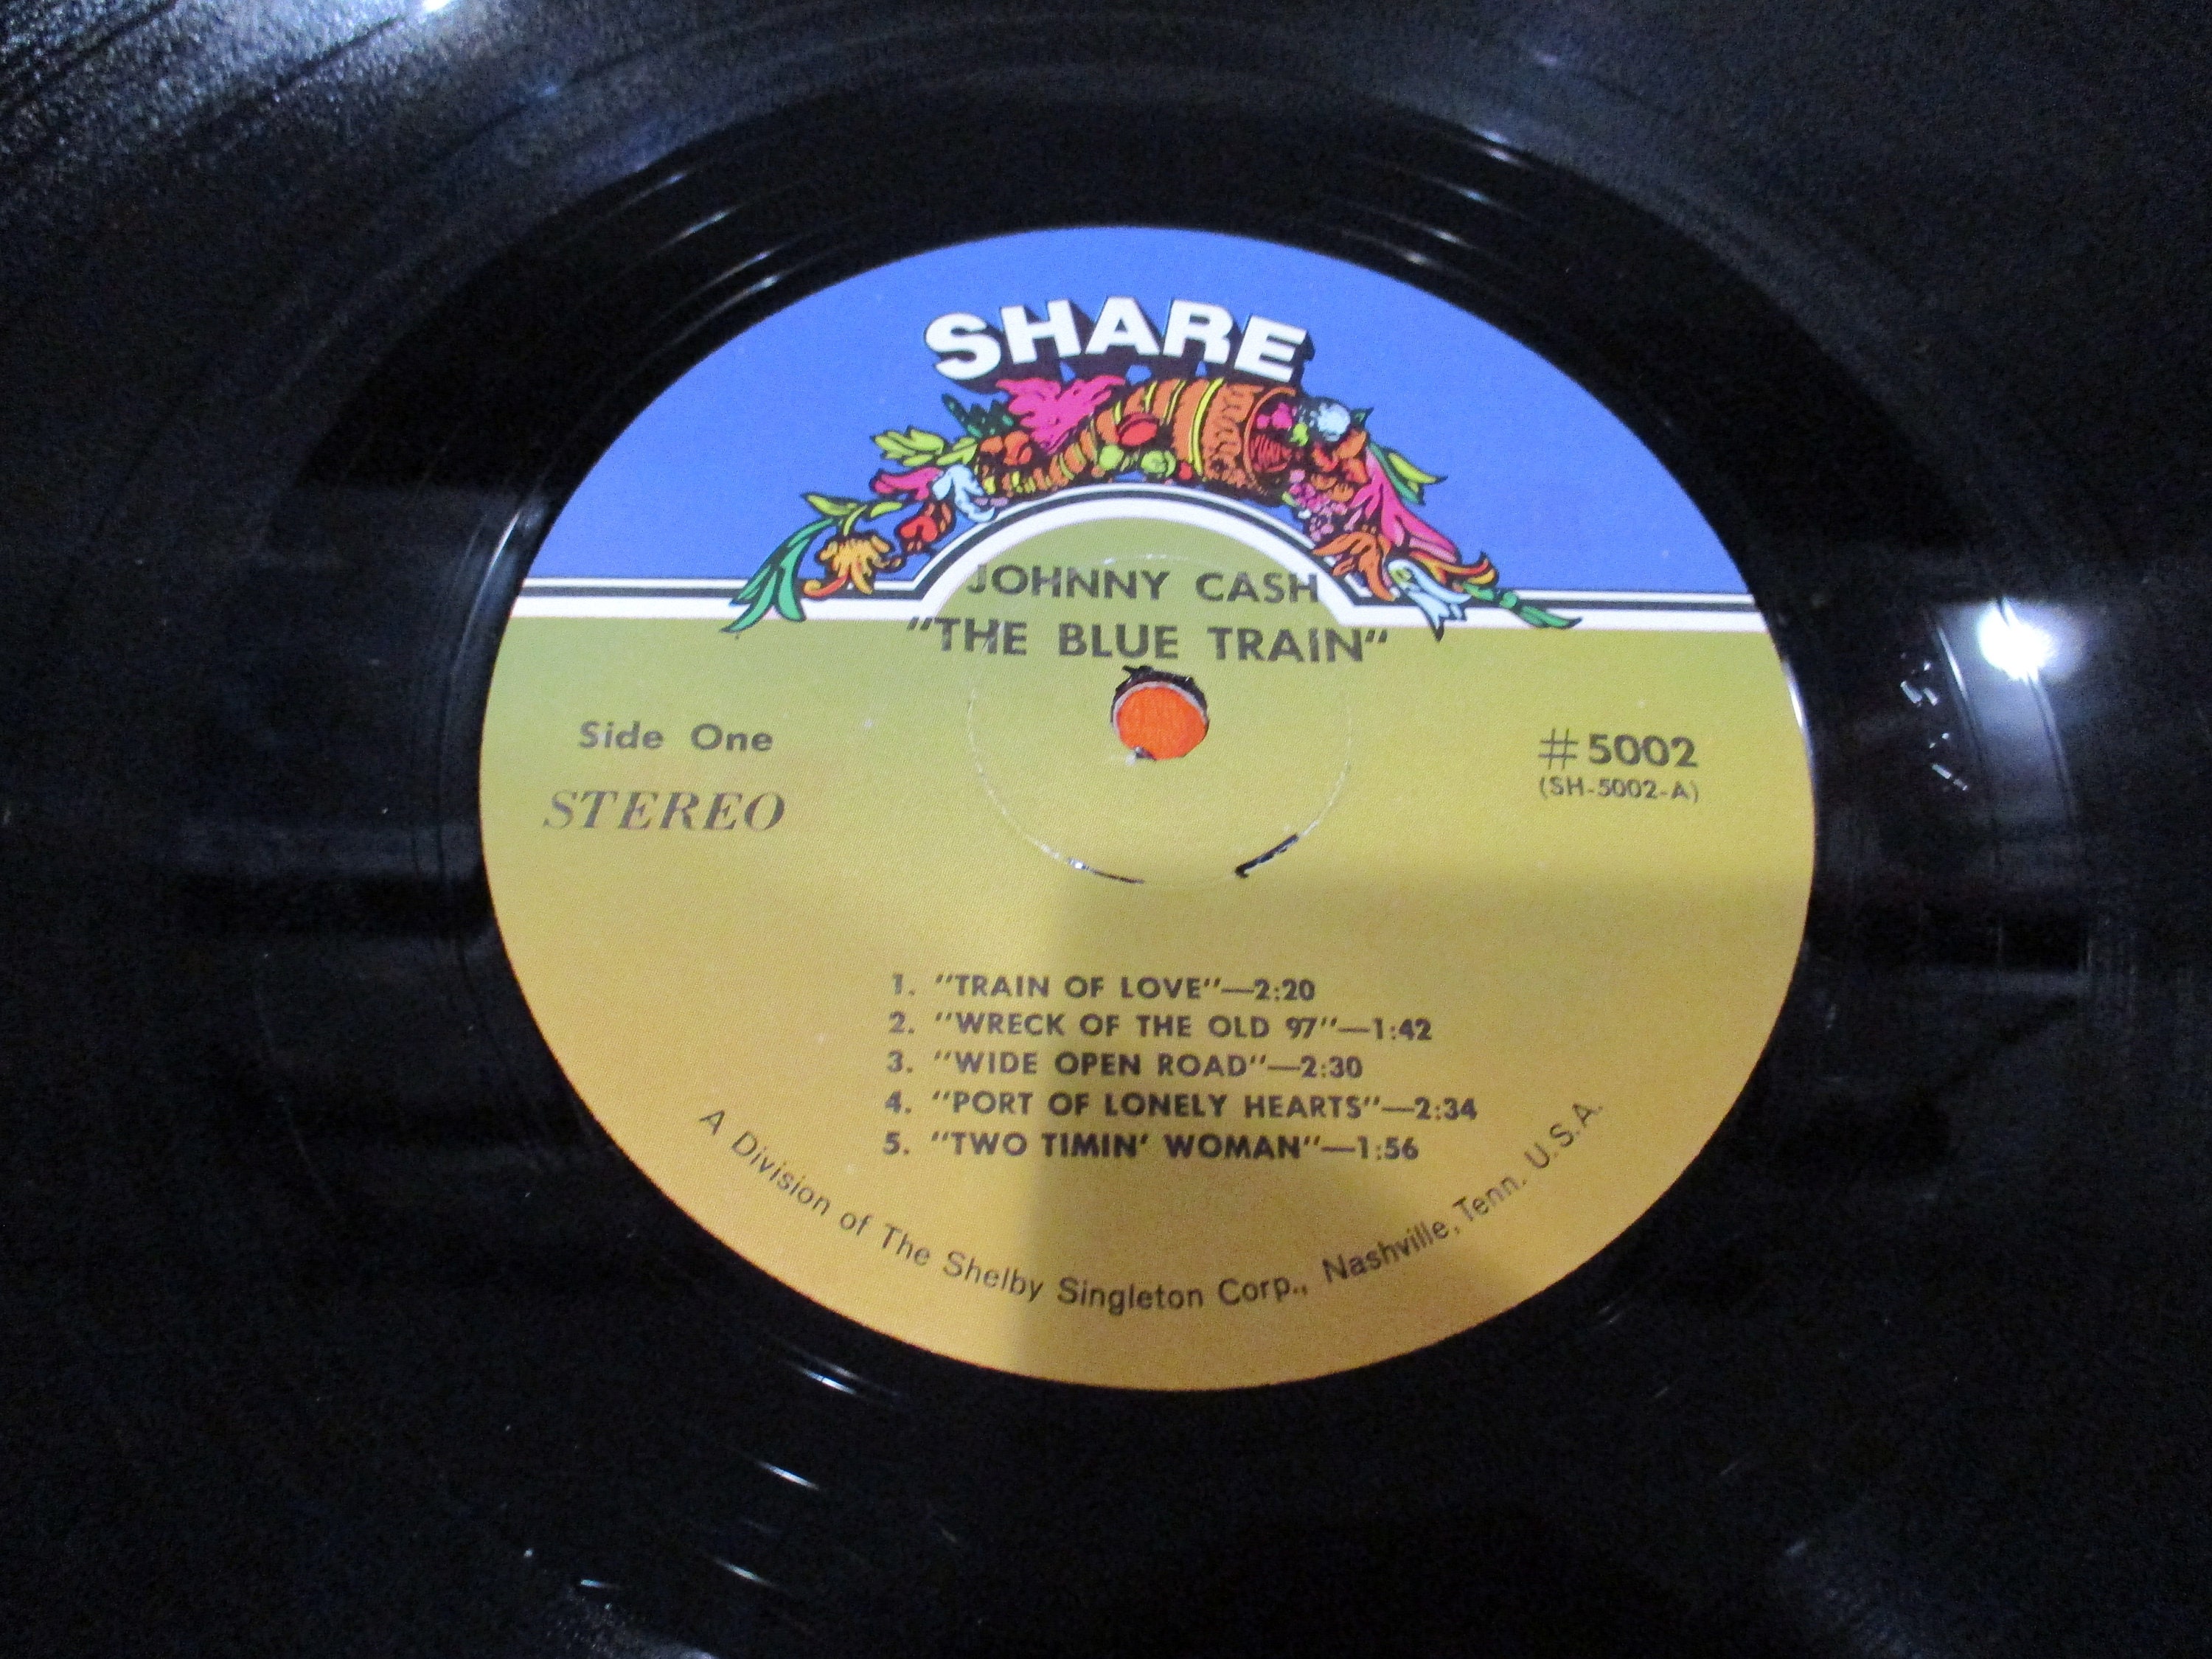 SHARE
JOHNNY CASH
"THE BLUE TRAIN"
Side One
STEREO
#5002
(SH-5002-A)
1. "TRAIN OF LOVE"—2:20
2. "WRECK OF THE OLD 97"—1:42
3. "WIDE OPEN ROAD"—2:30
4. "PORT OF LONELY HEARTS"—2:34
5. "TWO TIMIN' WOMAN"—1:56
A Division of The Shelby Singleton Corp., Nashville, Tenn. U.S.A.